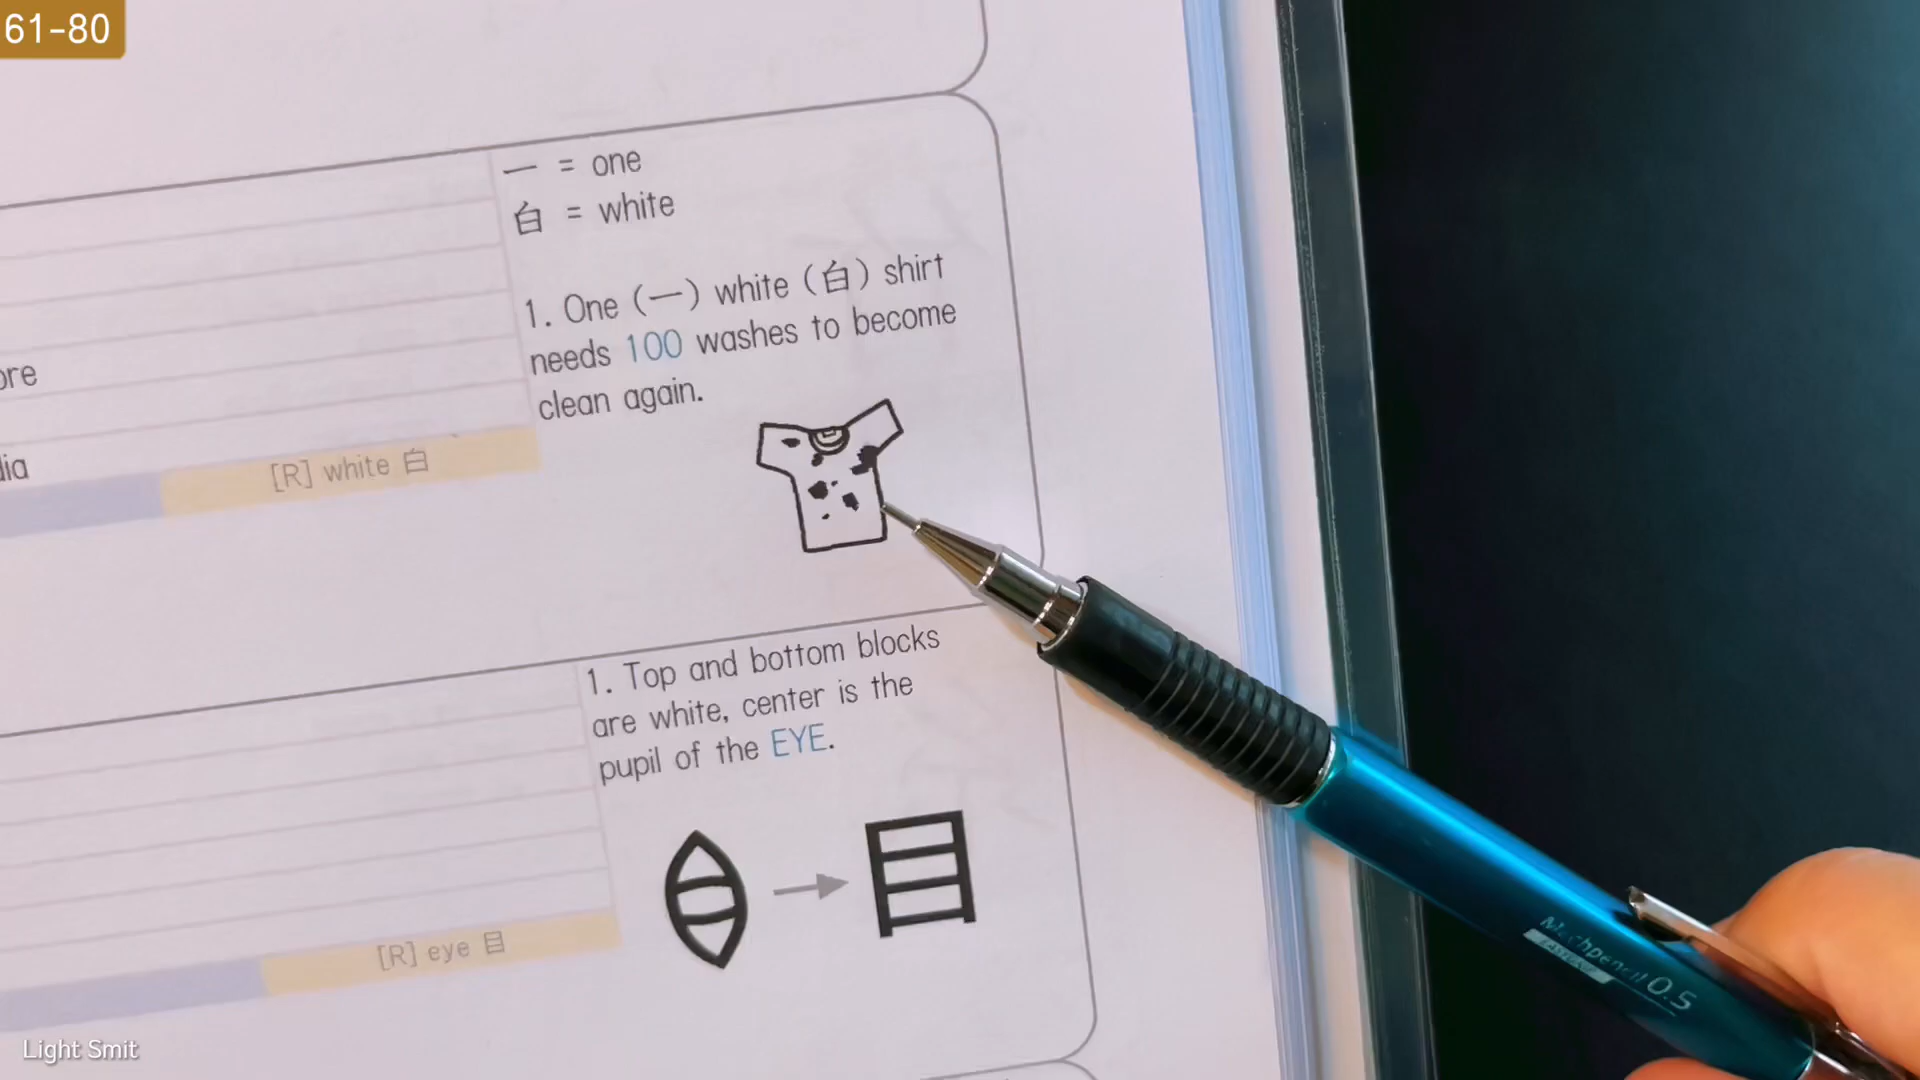 61-80
一 = one
白 = white
1. One (一) white (白) shirt
needs 100 washes to become
clean again.
ore
dia
[R] white 白
1. Top and bottom blocks
are white, center is the
pupil of the EYE.
目
[R] eye 目
Mechpencil 0.5
Light Smit